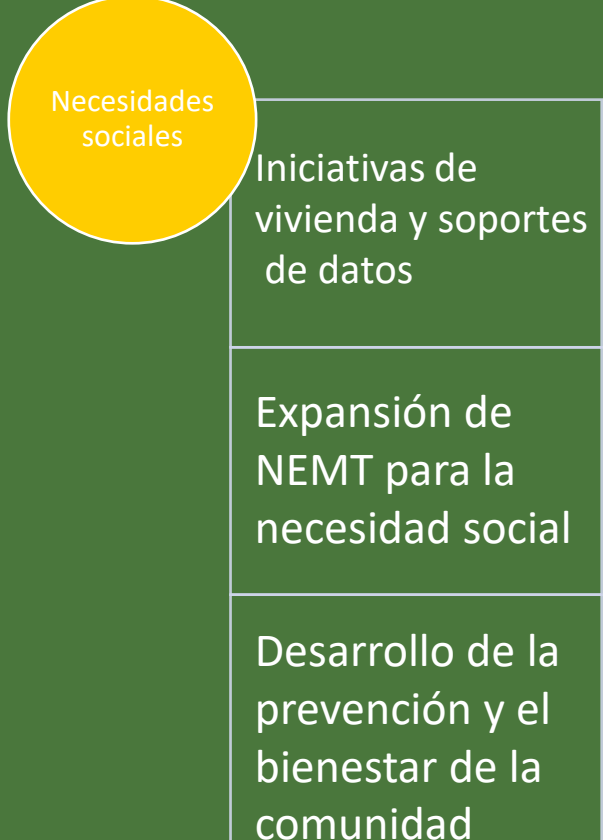 Necesidades
sociales
Iniciativas de
vivienda y soportes
de datos
Expansión de
NEMT para la
necesidad social
Desarrollo de la
prevención y el
bienestar de la
comunidad